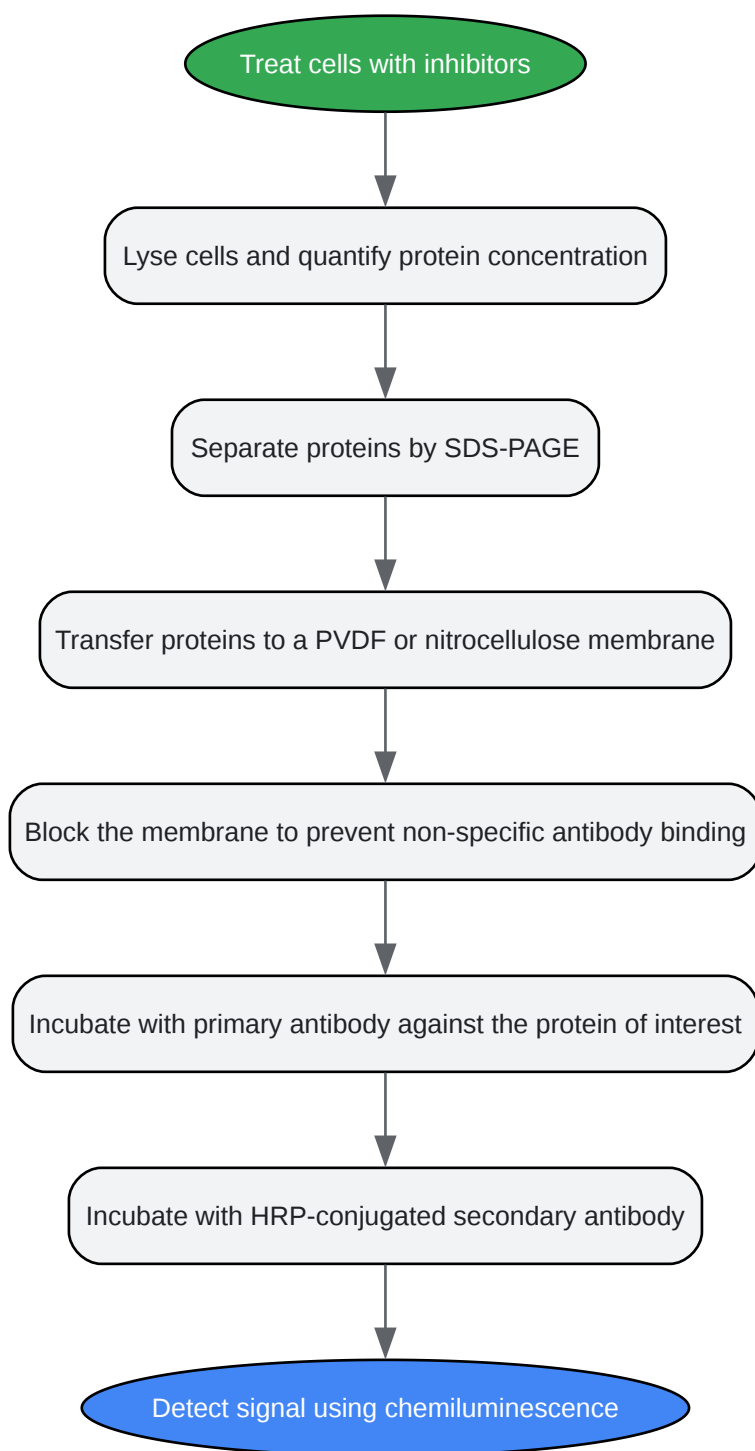 Treat cells with inhibitors
Lyse cells and quantify protein concentration
Separate proteins by SDS-PAGE
Transfer proteins to a PVDF or nitrocellulose membrane
Block the membrane to prevent non-specific antibody binding
Incubate with primary antibody against the protein of interest
Incubate with HRP-conjugated secondary antibody
Detect signal using chemiluminescence